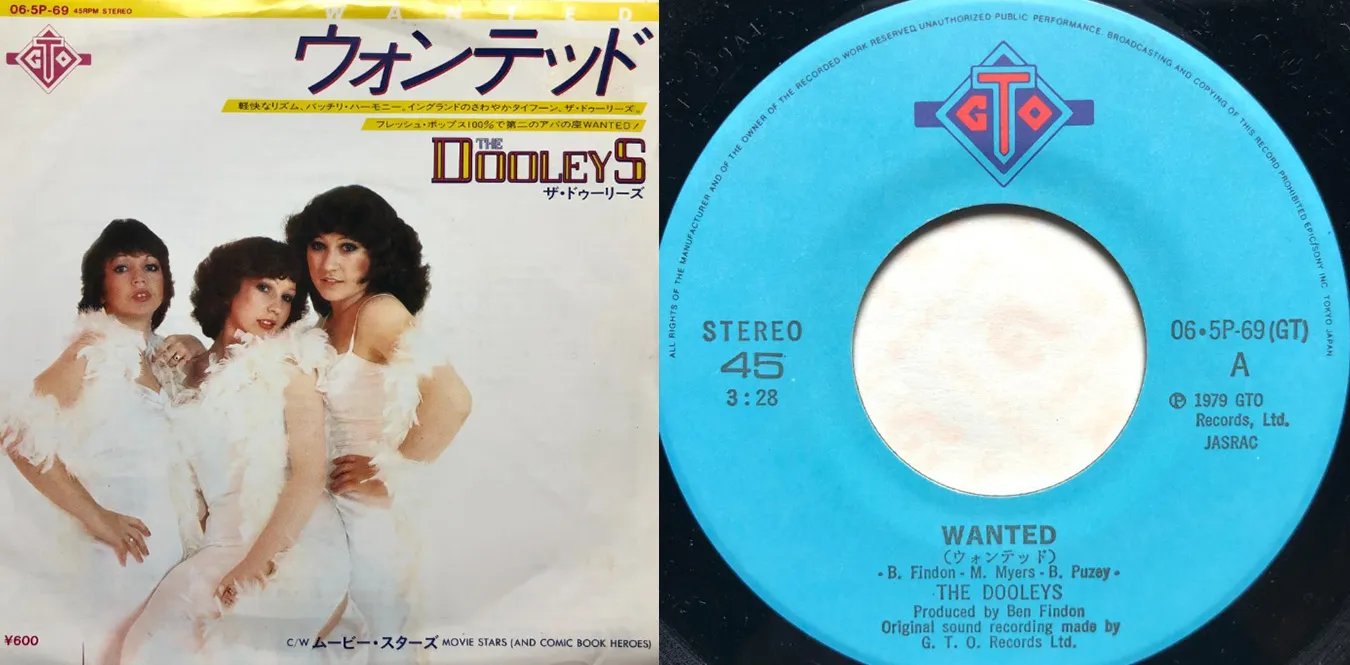 06·5P-69 45RPM STEREO
WANTED
GTO
ウォンテッド
軽快なリズム、バッチリ・ハーモニー。イングランドのさわやかタイフーン、ザ・ドゥーリーズ。
フレッシュ・ポップス100%で第二のアバの座WANTED!
THE
DOOLEYS
ザ・ドゥーリーズ
¥600
C/W ムービー・スターズ MOVIE STARS (AND COMIC BOOK HEROES)
ALL RIGHTS OF THE MANUFACTURER AND OF THE OWNER OF THE RECORDED WORK RESERVED. UNAUTHORIZED PUBLIC PERFORMANCE, BROADCASTING AND COPYING OF THIS RECORD PROHIBITED EPIC/SONY INC. TOKYO JAPAN
GTO
STEREO
45
3:28
06·5P-69 (GT)
A
℗ 1979 GTO
Records, Ltd.
JASRAC
WANTED
(ウォンテッド)
・B. Findon - M. Myers - B. Puzey・
THE DOOLEYS
Produced by Ben Findon
Original sound recording made by
G. T. O. Records Ltd.